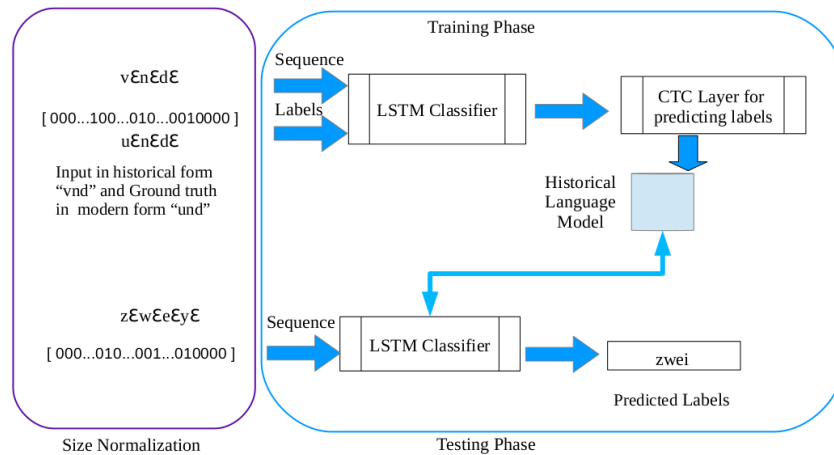 vƐnƐdƐ
[ 000...100...010...0010000 ]
uƐnƐdƐ
Input in historical form
“vnd” and Ground truth
in modern form “und”
zƐwƐeƐyƐ
[ 000...010...001...010000 ]
Size Normalization
Training Phase
Sequence
Labels
LSTM Classifier
CTC Layer for
predicting labels
Historical
Language
Model
Sequence
LSTM Classifier
zwei
Predicted Labels
Testing Phase